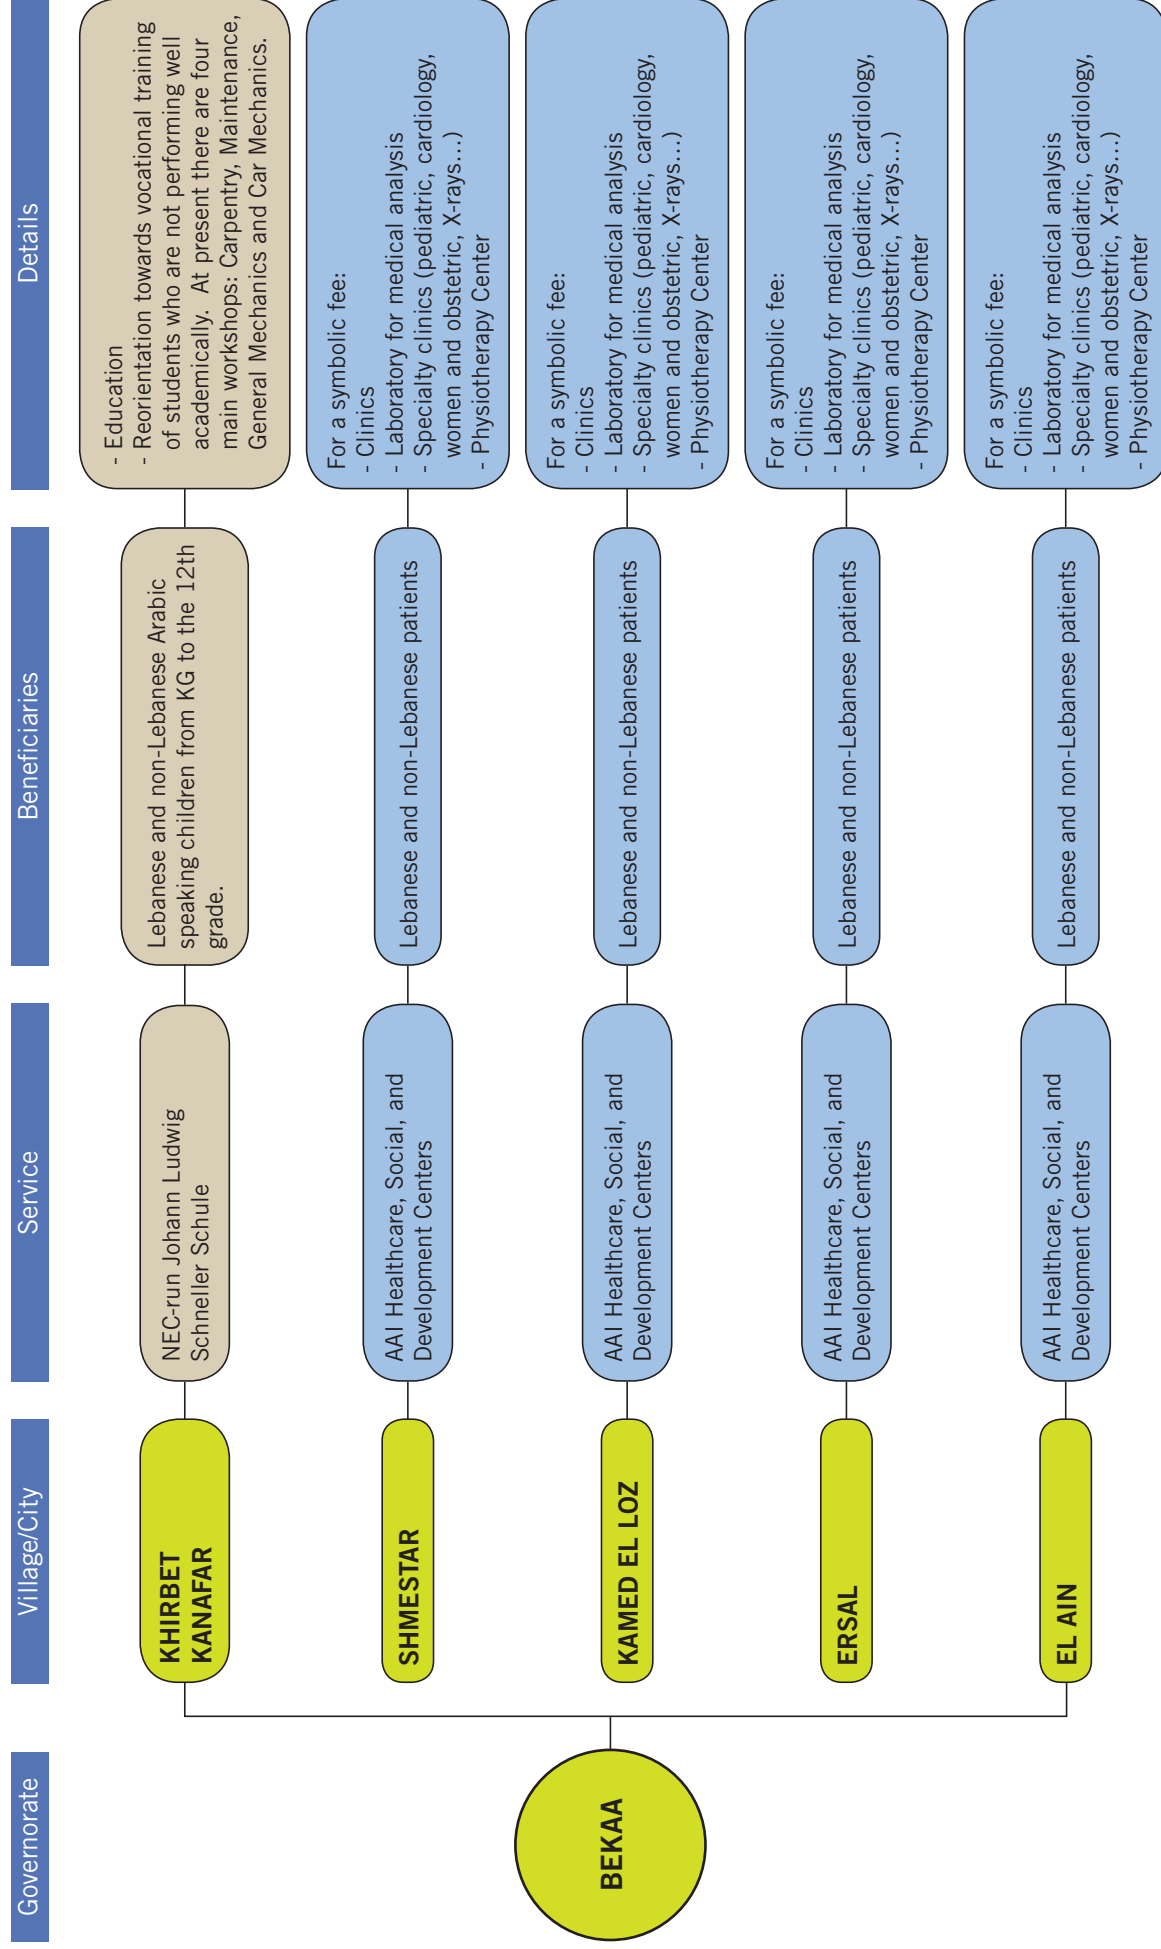 Governorate
Village/City
Service
Beneficiaries
Details
BEKAA
KHIRBET
KANAFAR
NEC-run Johann Ludwig
Schneller Schule
Lebanese and non-Lebanese Arabic
speaking children from KG to the 12th
grade.
- Education
- Reorientation towards vocational training
of students who are not performing well
academically. At present there are four
main workshops: Carpentry, Maintenance,
General Mechanics and Car Mechanics.
SHMESTAR
AAI Healthcare, Social, and
Development Centers
Lebanese and non-Lebanese patients
For a symbolic fee:
- Clinics
- Laboratory for medical analysis
- Specialty clinics (pediatric, cardiology,
women and obstetric, X-rays...)
- Physiotherapy Center
KAMED EL LOZ
AAI Healthcare, Social, and
Development Centers
Lebanese and non-Lebanese patients
For a symbolic fee:
- Clinics
- Laboratory for medical analysis
- Specialty clinics (pediatric, cardiology,
women and obstetric, X-rays...)
- Physiotherapy Center
ERSAL
AAI Healthcare, Social, and
Development Centers
Lebanese and non-Lebanese patients
For a symbolic fee:
- Clinics
- Laboratory for medical analysis
- Specialty clinics (pediatric, cardiology,
women and obstetric, X-rays...)
- Physiotherapy Center
EL AIN
AAI Healthcare, Social, and
Development Centers
Lebanese and non-Lebanese patients
For a symbolic fee:
- Clinics
- Laboratory for medical analysis
- Specialty clinics (pediatric, cardiology,
women and obstetric, X-rays...)
- Physiotherapy Center